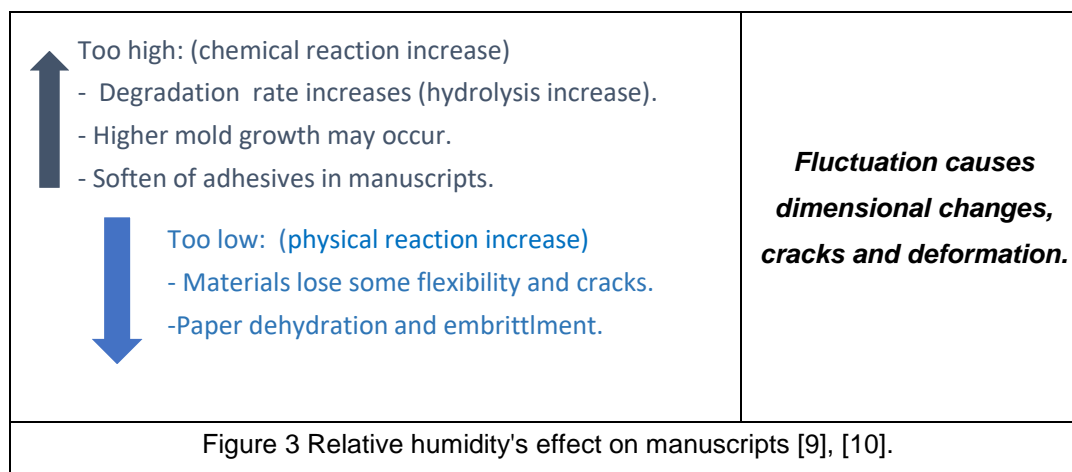 Too high: (chemical reaction increase)
- Degradation rate increases (hydrolysis increase).
- Higher mold growth may occur.
- Soften of adhesives in manuscripts.
Too low: (physical reaction increase)
- Materials lose some flexibility and cracks.
-Paper dehydration and embrittlment.
Fluctuation causes
dimensional changes,
cracks and deformation.
Figure 3 Relative humidity's effect on manuscripts [9], [10].